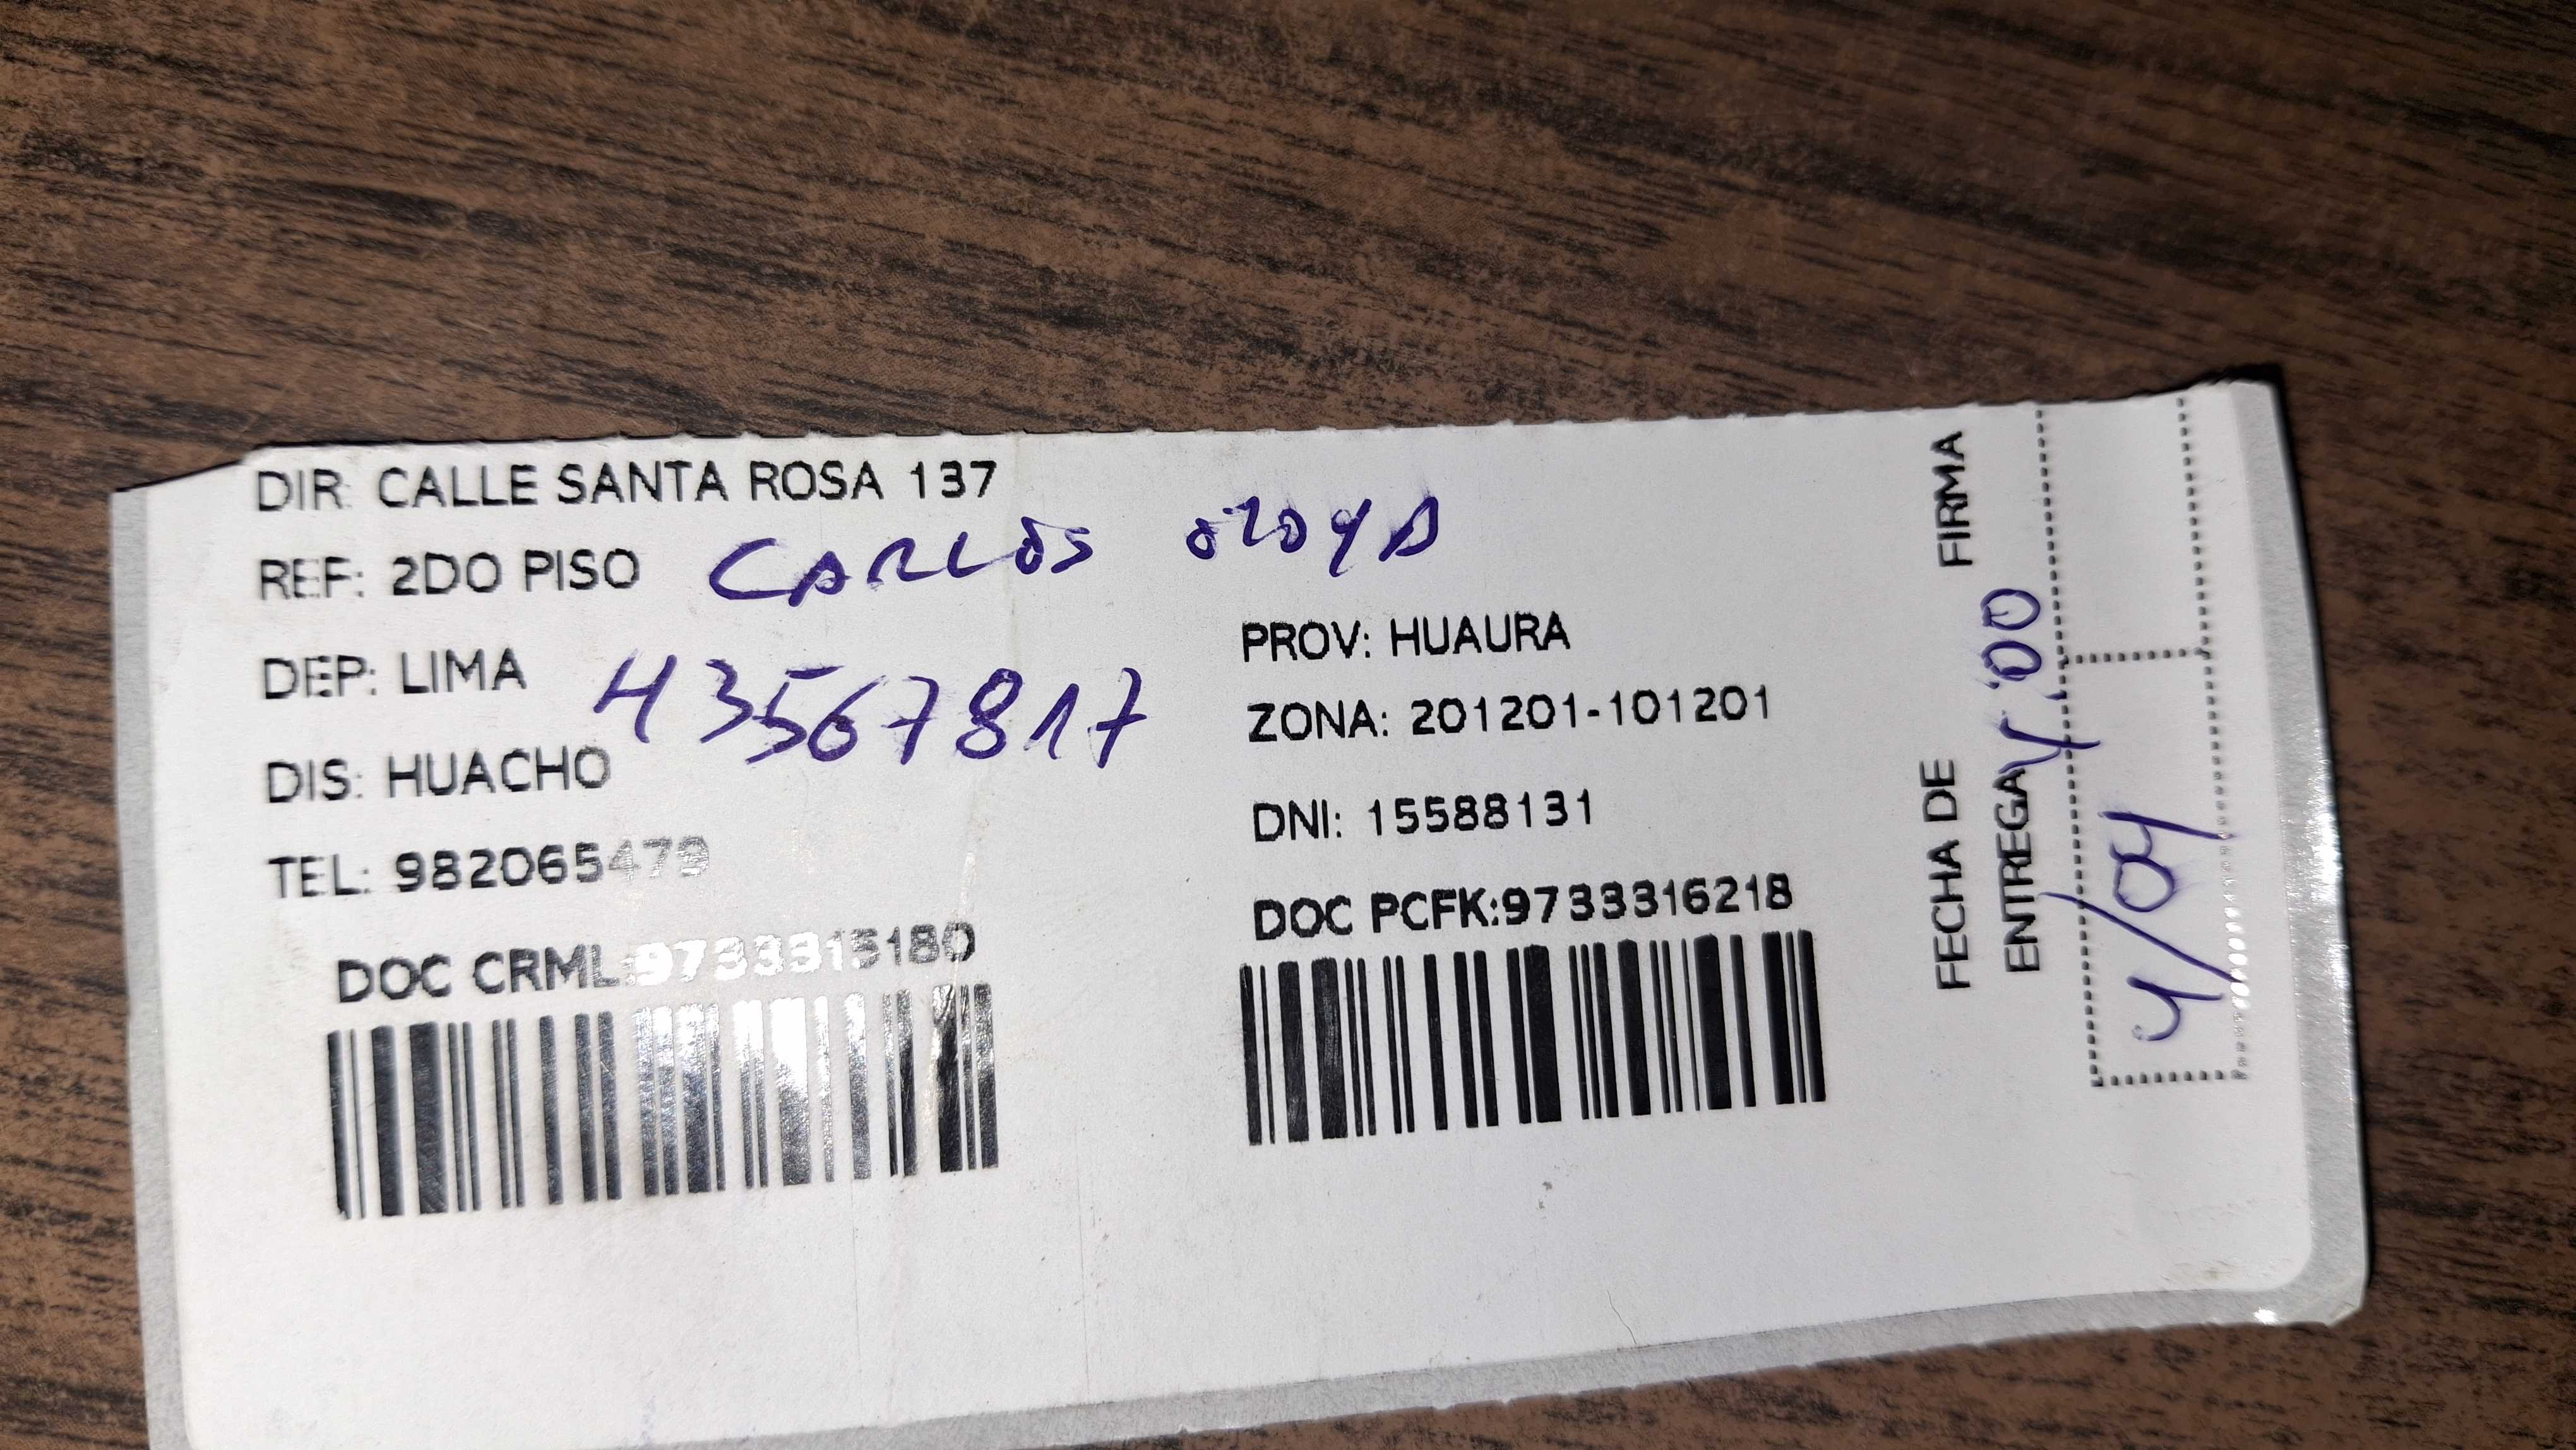 DIR: CALLE SANTA ROSA 137
REF: 2DO PISO CARLOS OROYA
DEP: LIMA 43567817
DIS: HUACHO
TEL: 982065479
DOC CRML:9733315180
PROV: HUAURA
ZONA: 201201-101201
DNI: 15588131
DOC PCFK:9733316218
FIRMA
FECHA DE
ENTREGA 4:00
4/04